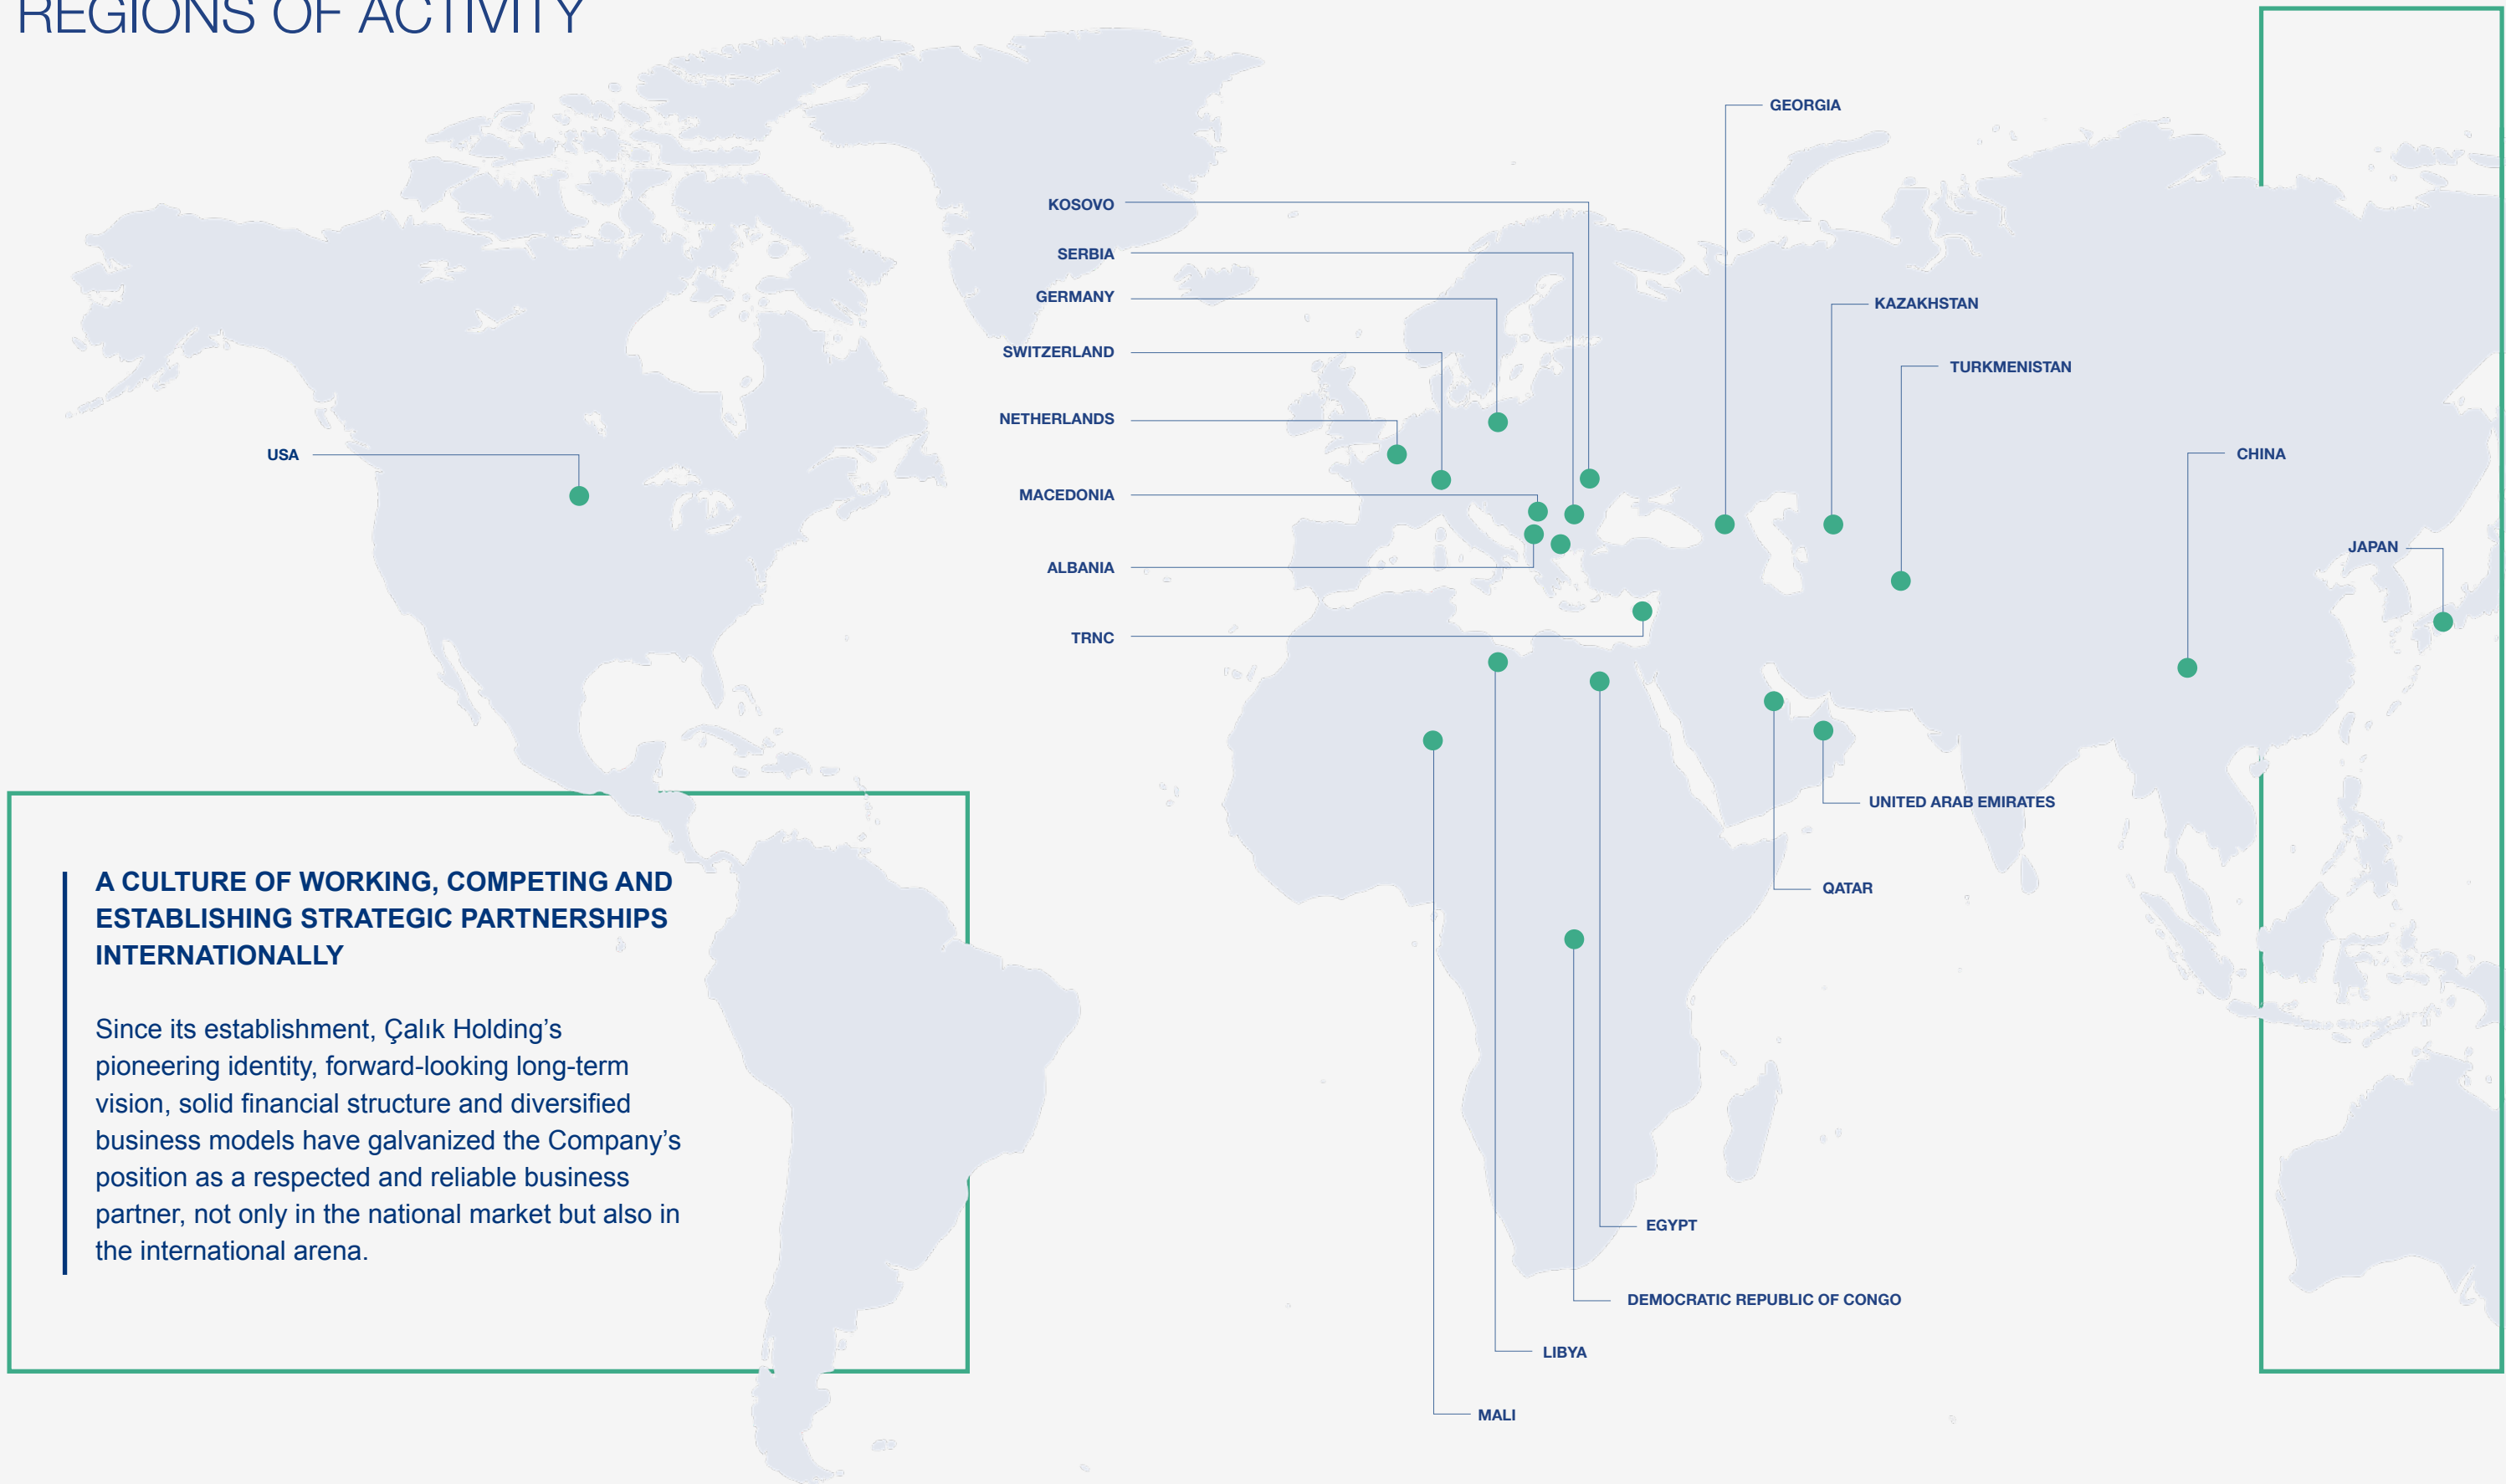 REGIONS OF ACTIVITY
GEORGIA
KOSOVO
SERBIA
GERMANY
KAZAKHSTAN
SWITZERLAND
TURKMENISTAN
NETHERLANDS
USA
CHINA
MACEDONIA
JAPAN
ALBANIA
TRNC
UNITED ARAB EMIRATES
QATAR
A CULTURE OF WORKING, COMPETING AND
ESTABLISHING STRATEGIC PARTNERSHIPS
INTERNATIONALLY
Since its establishment, Çalık Holding’s
pioneering identity, forward-looking long-term
vision, solid financial structure and diversified
business models have galvanized the Company’s
position as a respected and reliable business
partner, not only in the national market but also in
the international arena.
EGYPT
DEMOCRATIC REPUBLIC OF CONGO
LIBYA
MALI